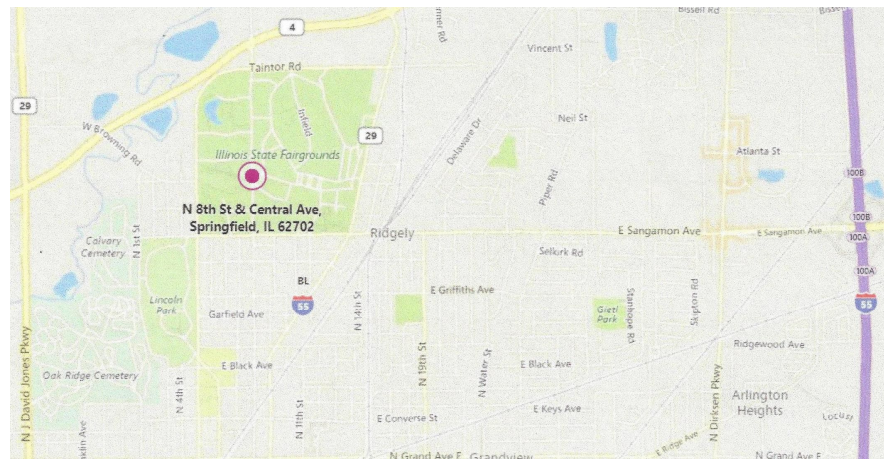 Bissell Rd
4
Vincent St
Taintor Rd
29
Infield
Neil St
W Browning Rd
29
Delaware Dr
Illinois State Fairgrounds
Atlanta St
100B
Piper Rd
N 8th St & Central Ave,
Springfield, IL 62702
100B
N 1st St
Ridgely
E Sangamon Ave
E Sangamon Ave
100A
Calvary
Cemetery
Selkirk Rd
100A
BL
55
E Griffiths Ave
Lincoln
Park
Garfield Ave
N 14th St
Gietl
Park
Stanhope Rd
Skipton Rd
55
Ridgewood Ave
N J David Jones Pkwy
Oak Ridge Cemetery
E Black Ave
N 19th St
N Water St
E Black Ave
N 4th St
N 11th St
N Dirksen Pkwy
Arlington
Heights
E Converse St
E Keys Ave
Locust
E Ridge Ave
N Grand Ave E
Grandview
N Grand Ave E